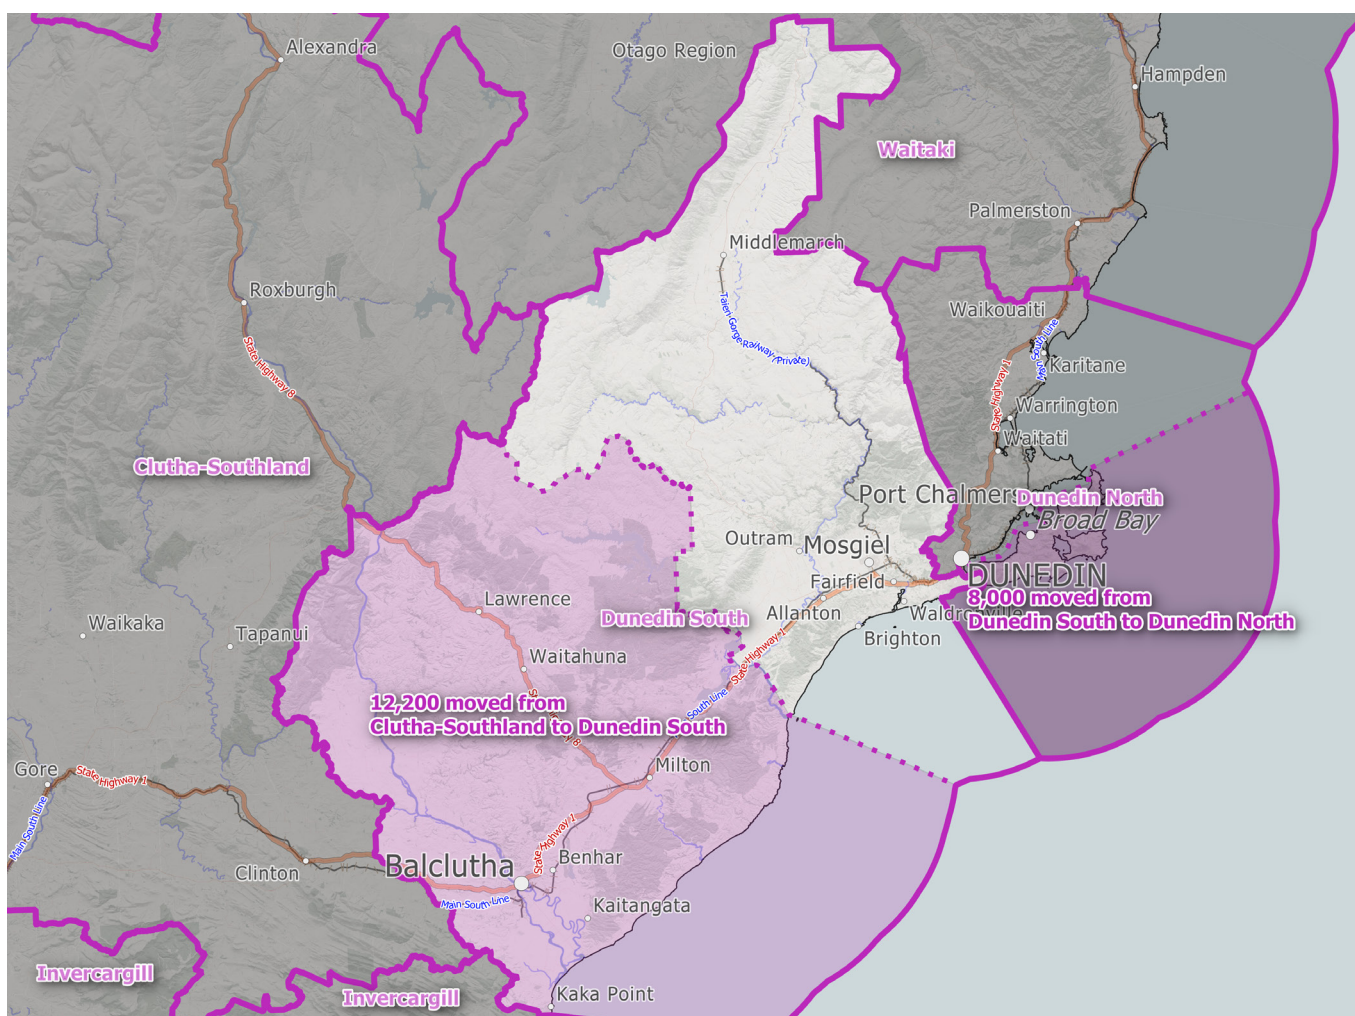 Alexandra
Otago Region
Hampden
Waitaki
Palmerston
Middlemarch
Roxburgh
Waikouaiti
Taieri Gorge Railway (Private)
Main South Line
State Highway 8
State Highway 1
Karitane
Warrington
Waitati
Clutha-Southland
Port Chalmers
Dunedin North
Broad Bay
Outram
Mosgiel
DUNEDIN
Fairfield
8,000 moved from
Dunedin South to Dunedin North
Lawrence
Allanton
Waldronville
Waikaka
Tapanui
Dunedin South
Brighton
State Highway 1
Waitahuna
12,200 moved from
Clutha-Southland to Dunedin South
South Line
State Highway 8
Gore
State Highway 1
Milton
Main South Line
State Highway 1
Clinton
Balclutha
Benhar
Main South Line
Kaitangata
Invercargill
Invercargill
Kaka Point